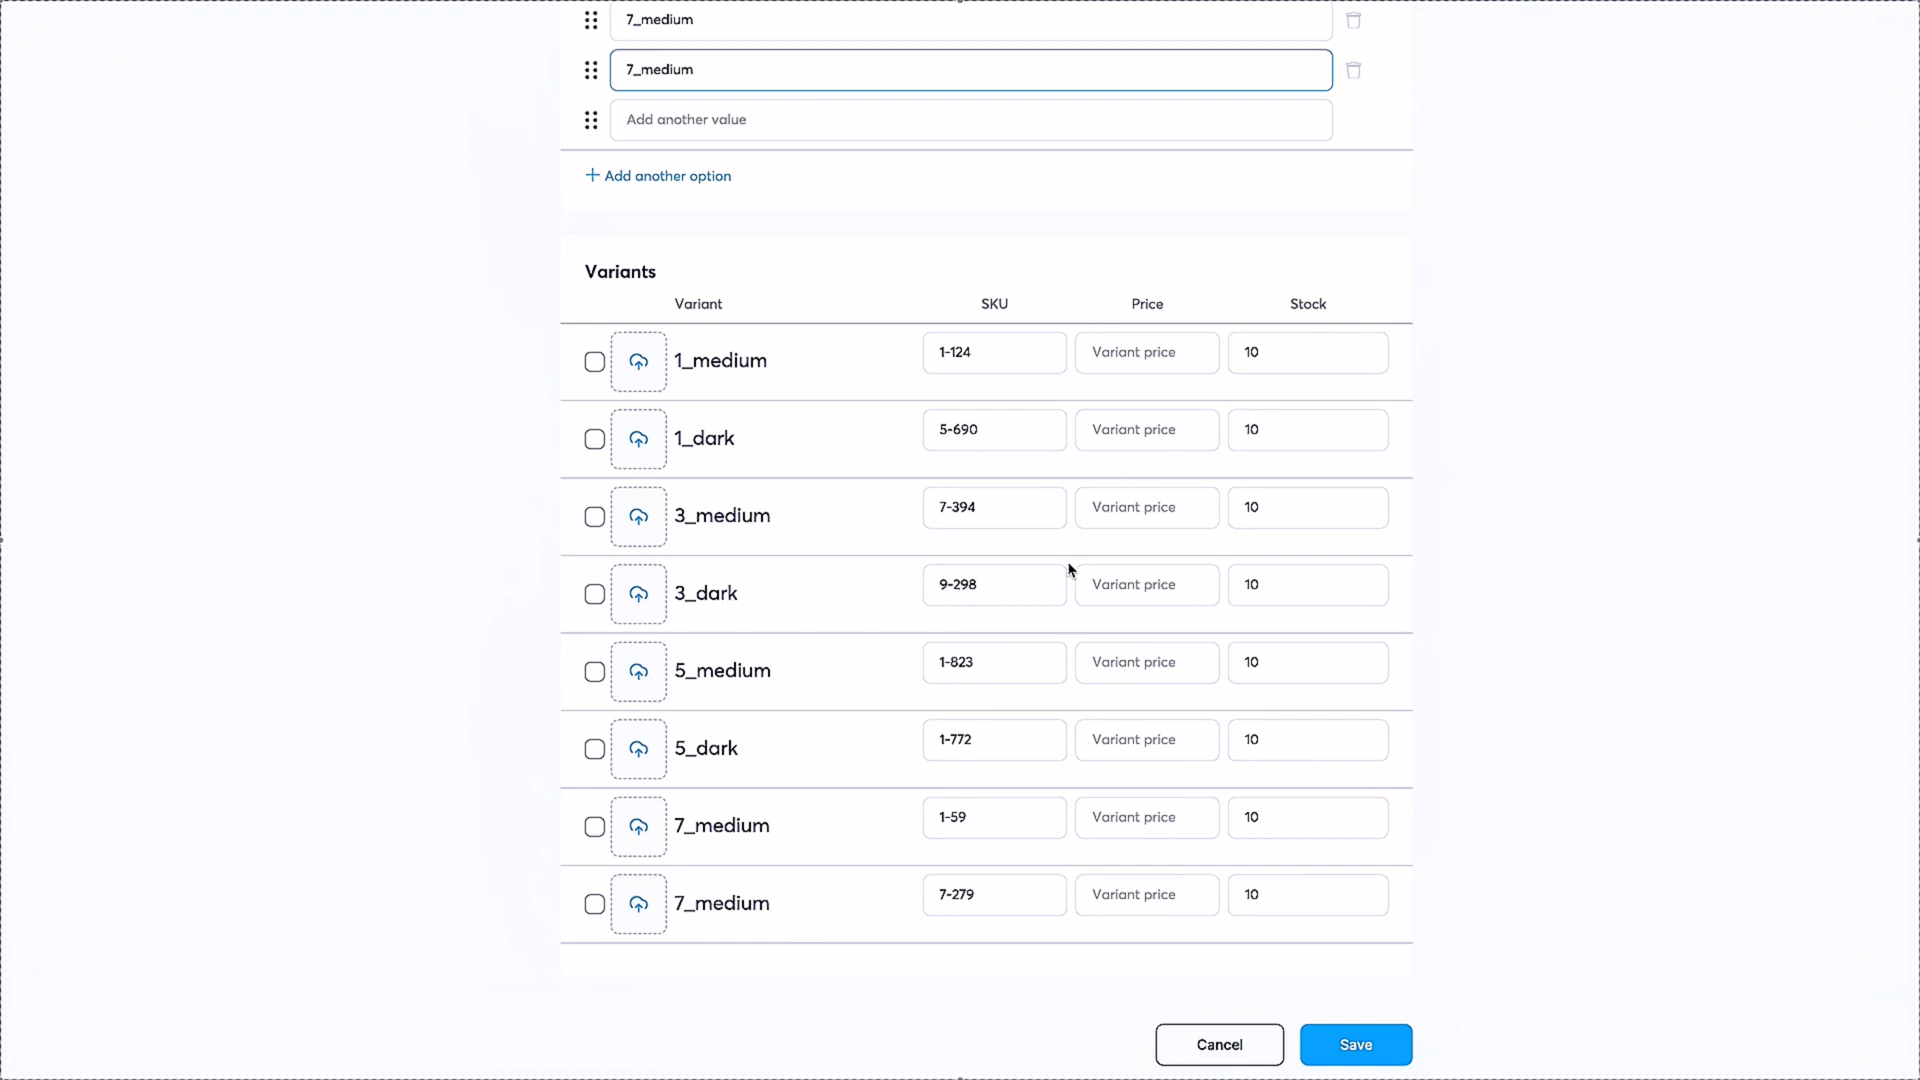 7_medium
7_medium
Add another value
+ Add another option
Variants
Variant SKU Price Stock
1_medium 1-124 Variant price 10
1_dark 5-690 Variant price 10
3_medium 7-394 Variant price 10
3_dark 9-298 Variant price 10
5_medium 1-823 Variant price 10
5_dark 1-772 Variant price 10
7_medium 1-59 Variant price 10
7_medium 7-279 Variant price 10
Cancel Save